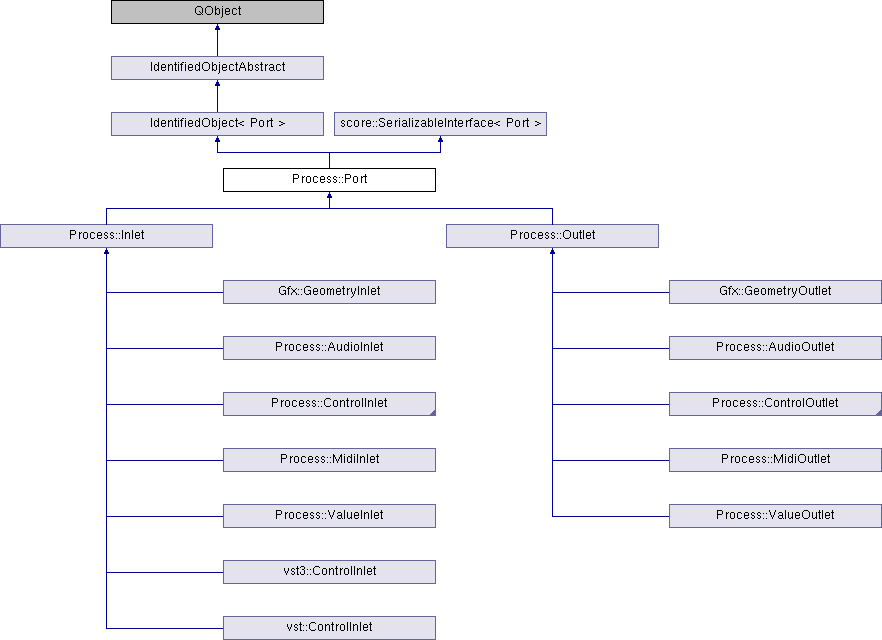 QObject
IdentifiedObjectAbstract
IdentifiedObject< Port >
score::SerializableInterface< Port >
Process::Port
Process::Inlet
Process::Outlet
Gfx::GeometryInlet
Gfx::GeometryOutlet
Process::AudioInlet
Process::AudioOutlet
Process::ControlInlet
Process::ControlOutlet
Process::MidiInlet
Process::MidiOutlet
Process::ValueInlet
Process::ValueOutlet
vst3::ControlInlet
vst::ControlInlet